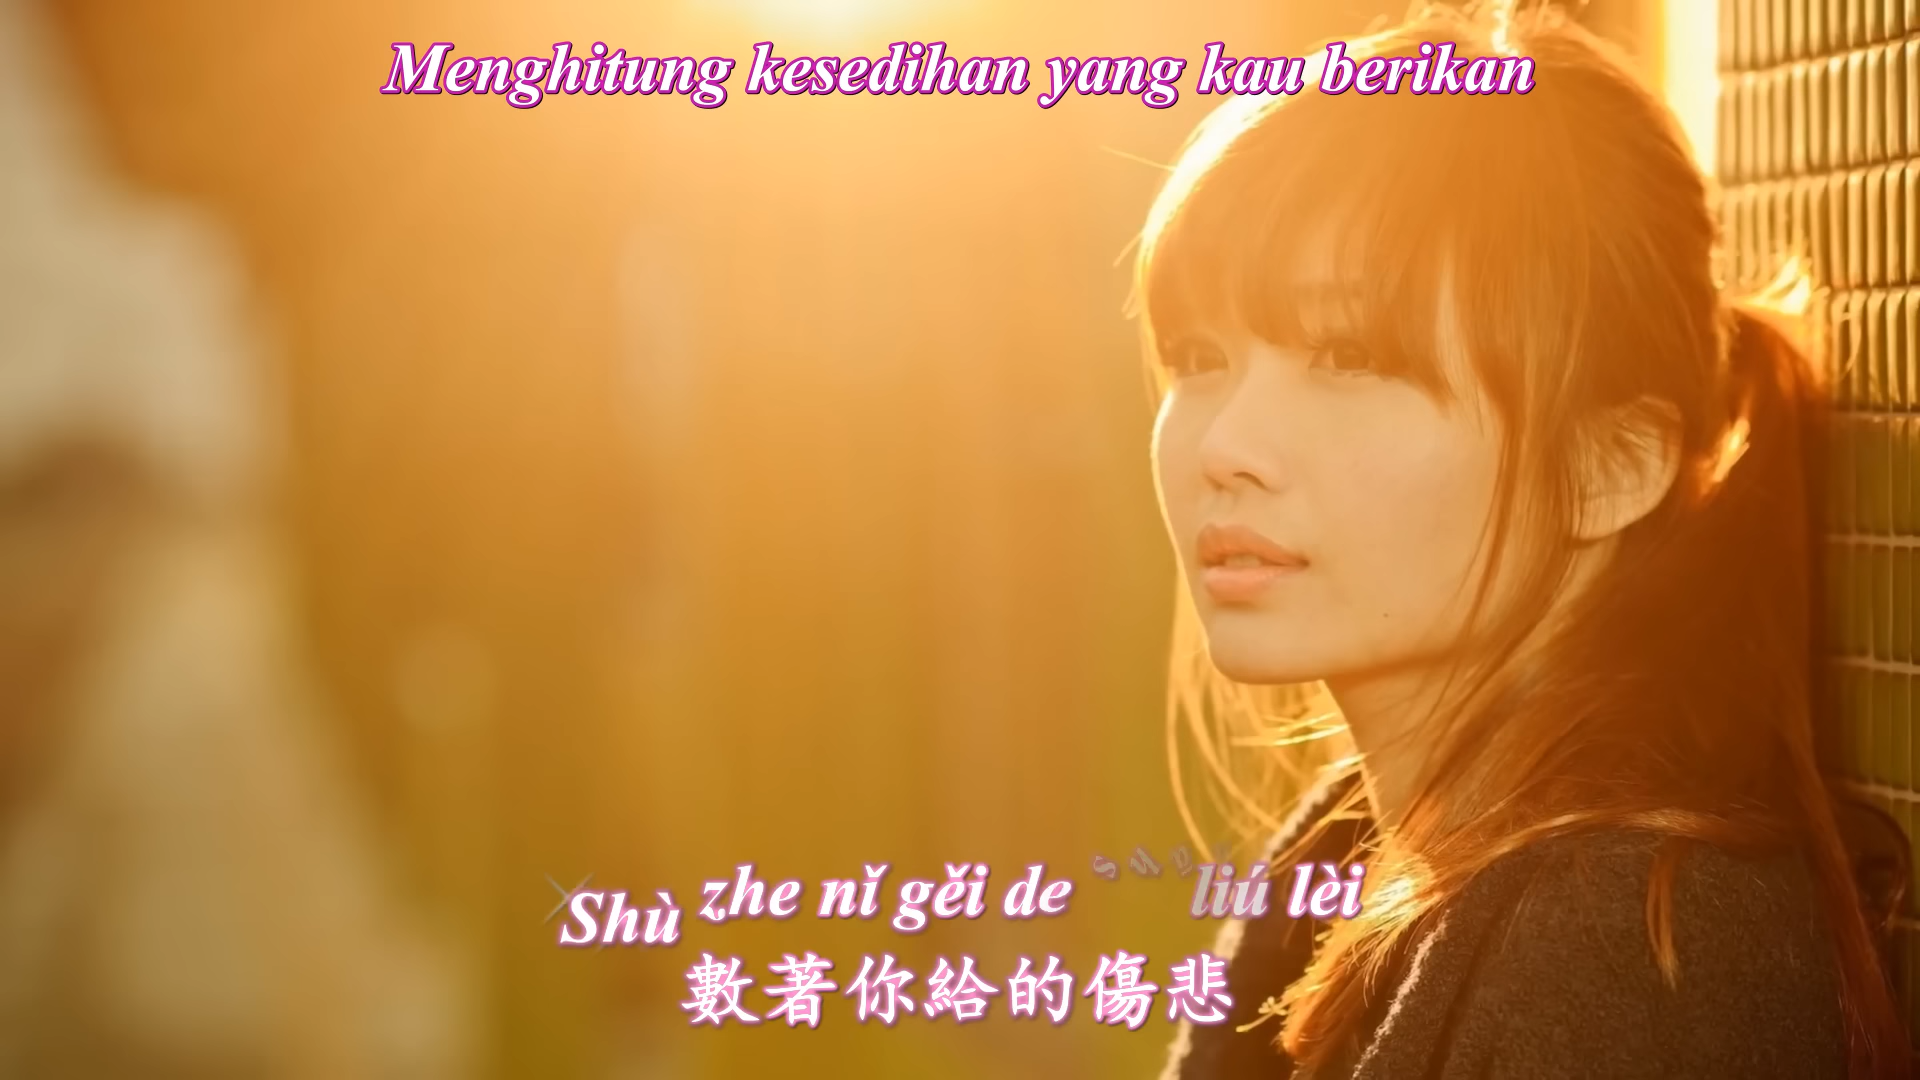 Menghitung kesedihan yang kau berikan
Shù zhe nǐ gěi de liú lèi
數著你給的傷悲